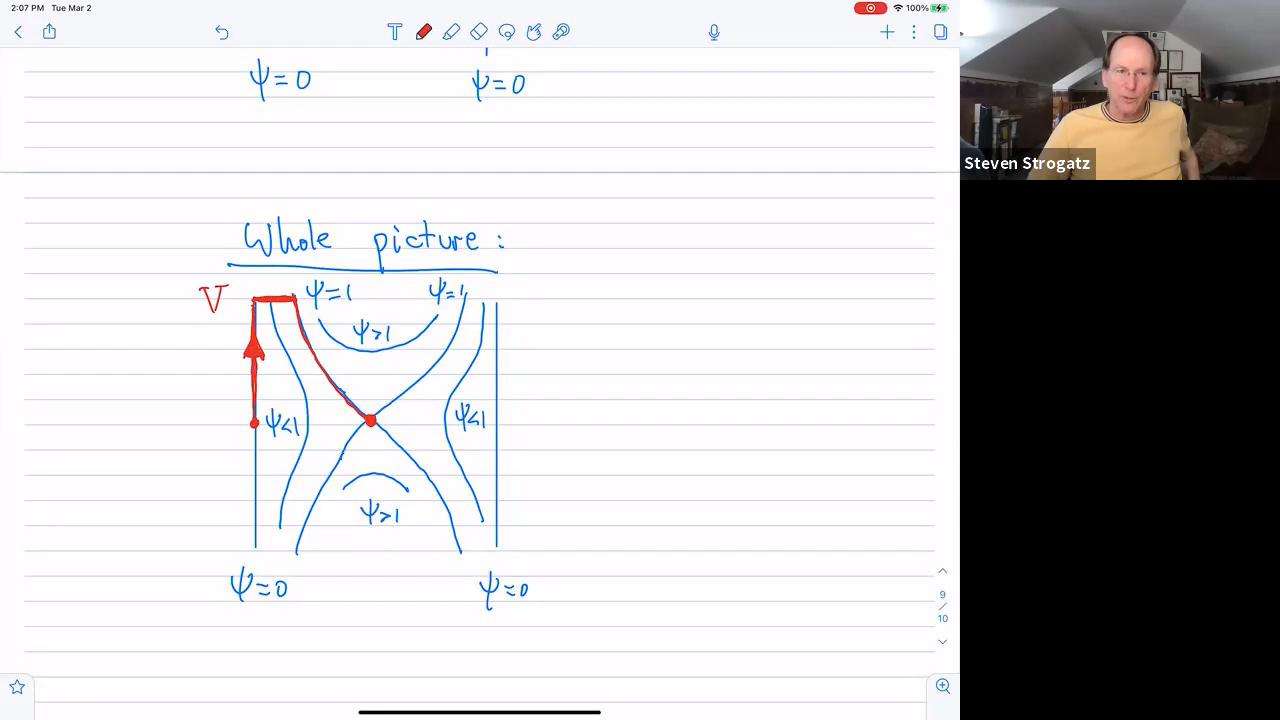 2:07 PM Tue Mar 2
100%
ψ = 0 ψ = 0
Steven Strogatz
Whole picture :
V ψ = 1 ψ = 1
ψ > 1
ψ < 1 ψ < 1
ψ > 1
ψ = 0 ψ = 0
9
/
10